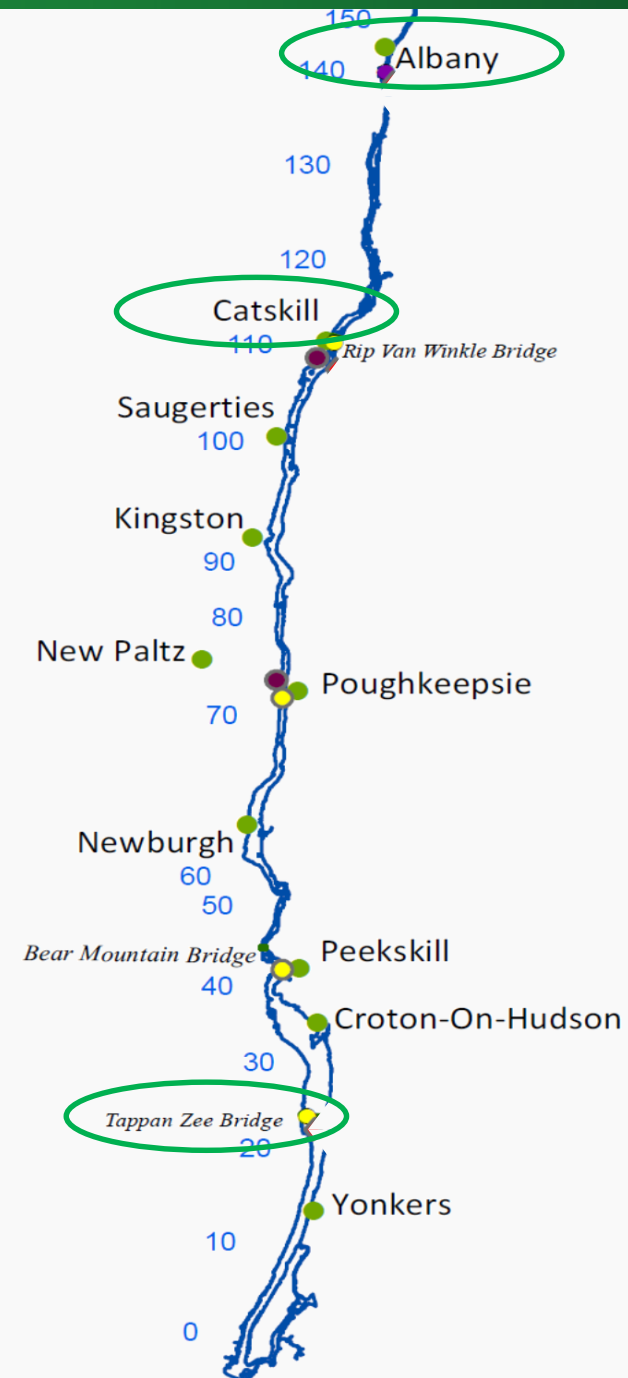 150
Albany
140
130
120
Catskill
110
Rip Van Winkle Bridge
Saugerties
100
Kingston
90
80
New Paltz
Poughkeepsie
70
Newburgh
60
50
Bear Mountain Bridge
Peekskill
40
Croton-On-Hudson
30
Tappan Zee Bridge
20
Yonkers
10
0